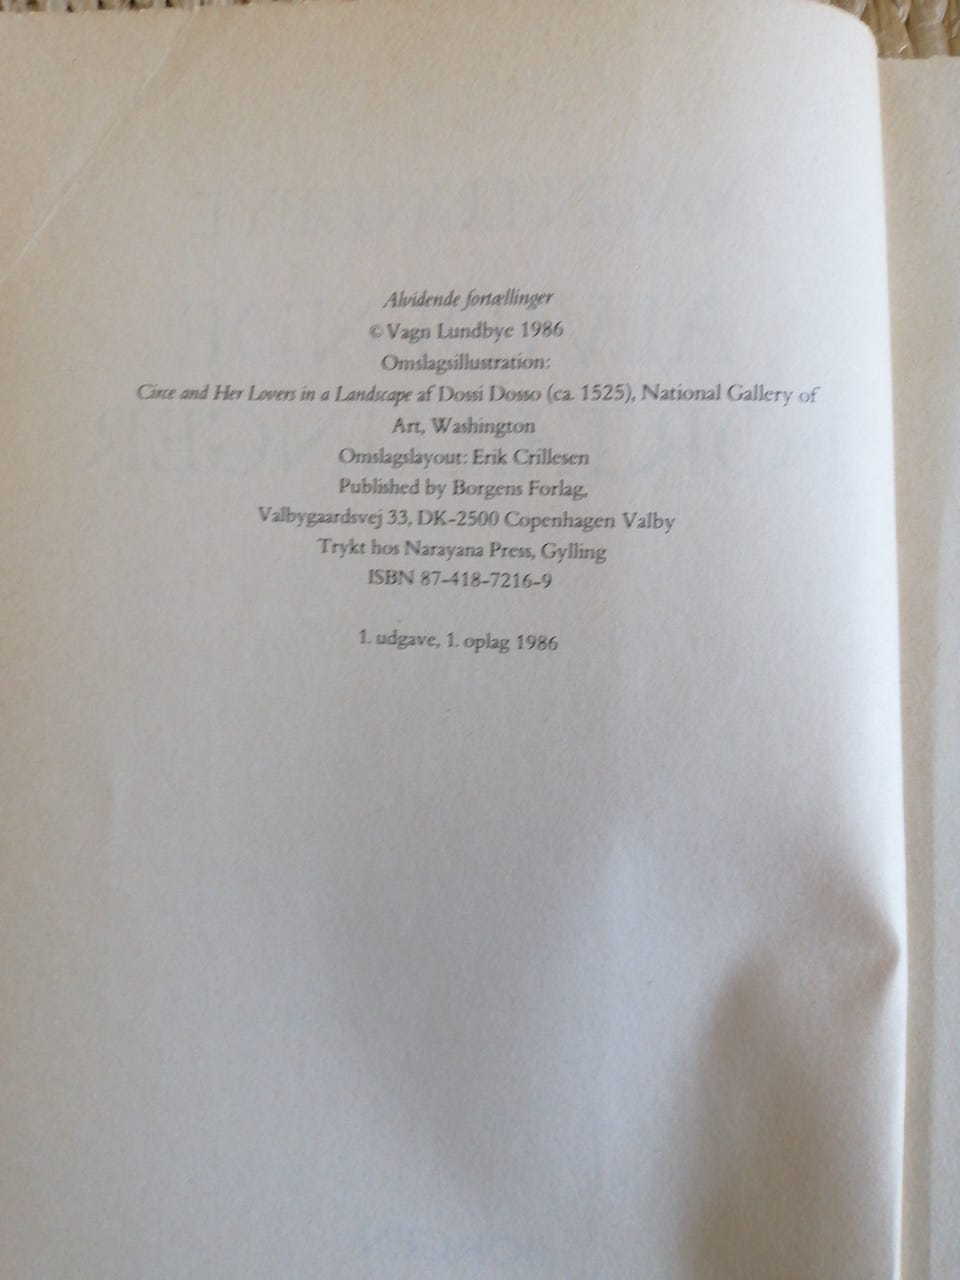 Alvidende fortællinger
© Vagn Lundbye 1986
Omslagsillustration:
Circe and Her Lovers in a Landscape af Dossi Dosso (ca. 1525), National Gallery of
Art, Washington
Omslagslayout: Erik Crillesen
Published by Borgens Forlag,
Valbygaardsvej 33, DK-2500 Copenhagen Valby
Trykt hos Narayana Press, Gylling
ISBN 87-418-7216-9
1. udgave, 1. oplag 1986